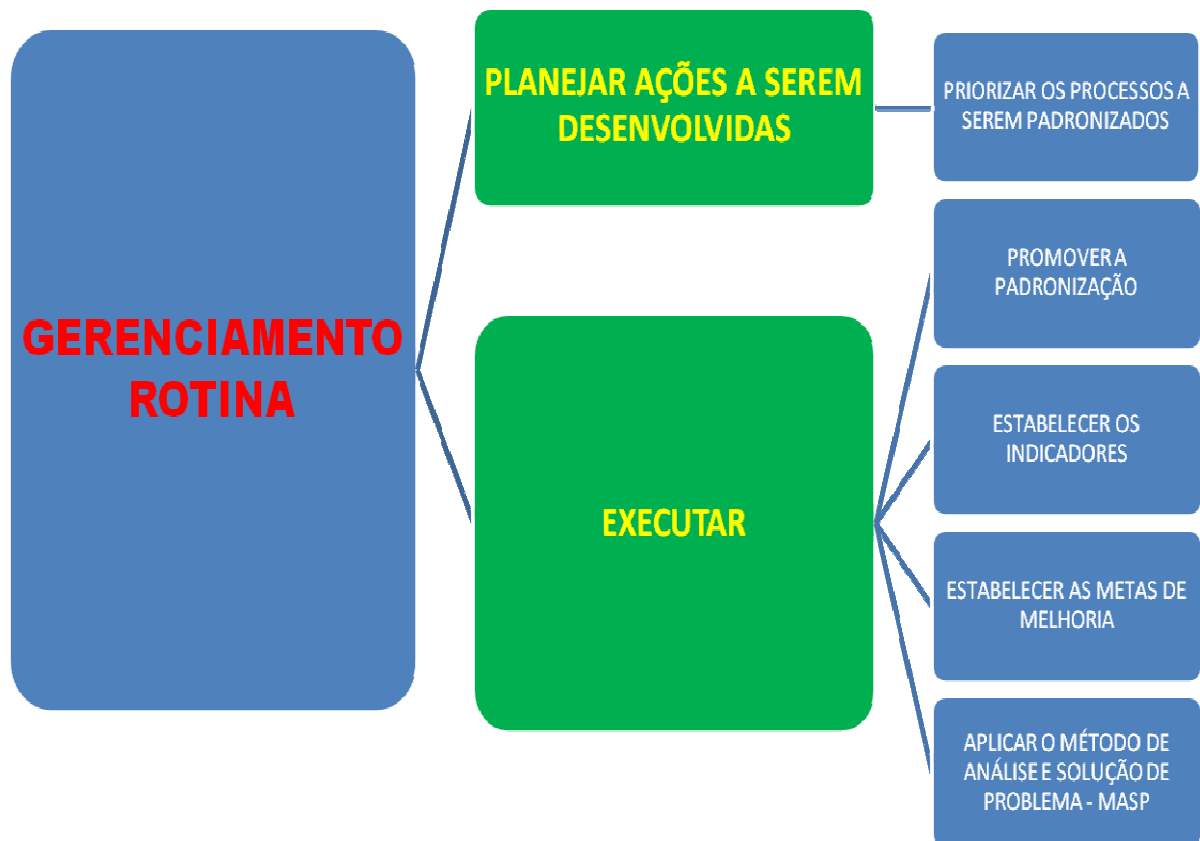 GERENCIAMENTO
ROTINA
PLANEJAR AÇÕES A SEREM
DESENVOLVIDAS
PRIORIZAR OS PROCESSOS A
SEREM PADRONIZADOS
EXECUTAR
PROMOVER A
PADRONIZAÇÃO
ESTABELECER OS
INDICADORES
ESTABELECER AS METAS DE
MELHORIA
APLICAR O MÉTODO DE
ANÁLISE E SOLUÇÃO DE
PROBLEMA - MASP